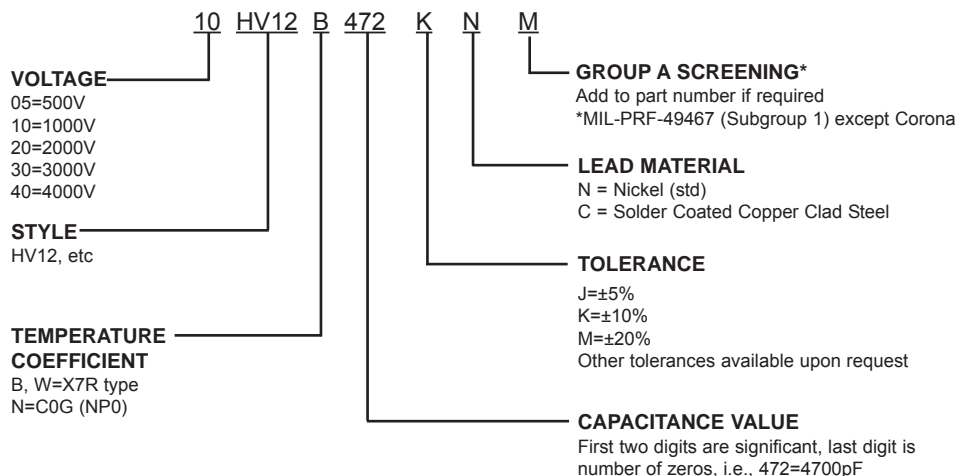 10 HV12 B 472 K N M
VOLTAGE
05=500V
10=1000V
20=2000V
30=3000V
40=4000V
STYLE
HV12, etc
TEMPERATURE
COEFFICIENT
B, W=X7R type
N=C0G (NP0)
GROUP A SCREENING*
Add to part number if required
*MIL-PRF-49467 (Subgroup 1) except Corona
LEAD MATERIAL
N = Nickel (std)
C = Solder Coated Copper Clad Steel
TOLERANCE
J=±5%
K=±10%
M=±20%
Other tolerances available upon request
CAPACITANCE VALUE
First two digits are significant, last digit is
number of zeros, i.e., 472=4700pF